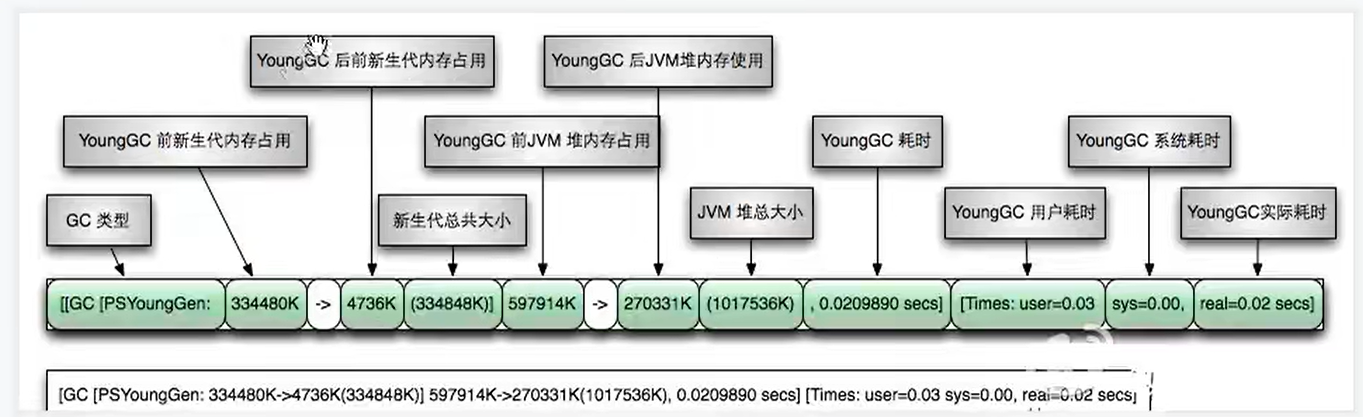 YoungGC 后前新生代内存占用
YoungGC 后JVM堆内存使用
YoungGC 前新生代内存占用
YoungGC 前JVM 堆内存占用
YoungGC 耗时
YoungGC 系统耗时
GC 类型
新生代总共大小
JVM 堆总大小
YoungGC 用户耗时
YoungGC实际耗时
[[GC [PSYoungGen: 334480K -> 4736K (334848K)] 597914K -> 270331K (1017536K) , 0.0209890 secs] [Times: user=0.03 sys=0.00, real=0.02 secs]
[GC [PSYoungGen: 334480K->4736K(334848K)] 597914K->270331K(1017536K), 0.0209890 secs] [Times: user=0.03 sys=0.00, real=0.02 secs]